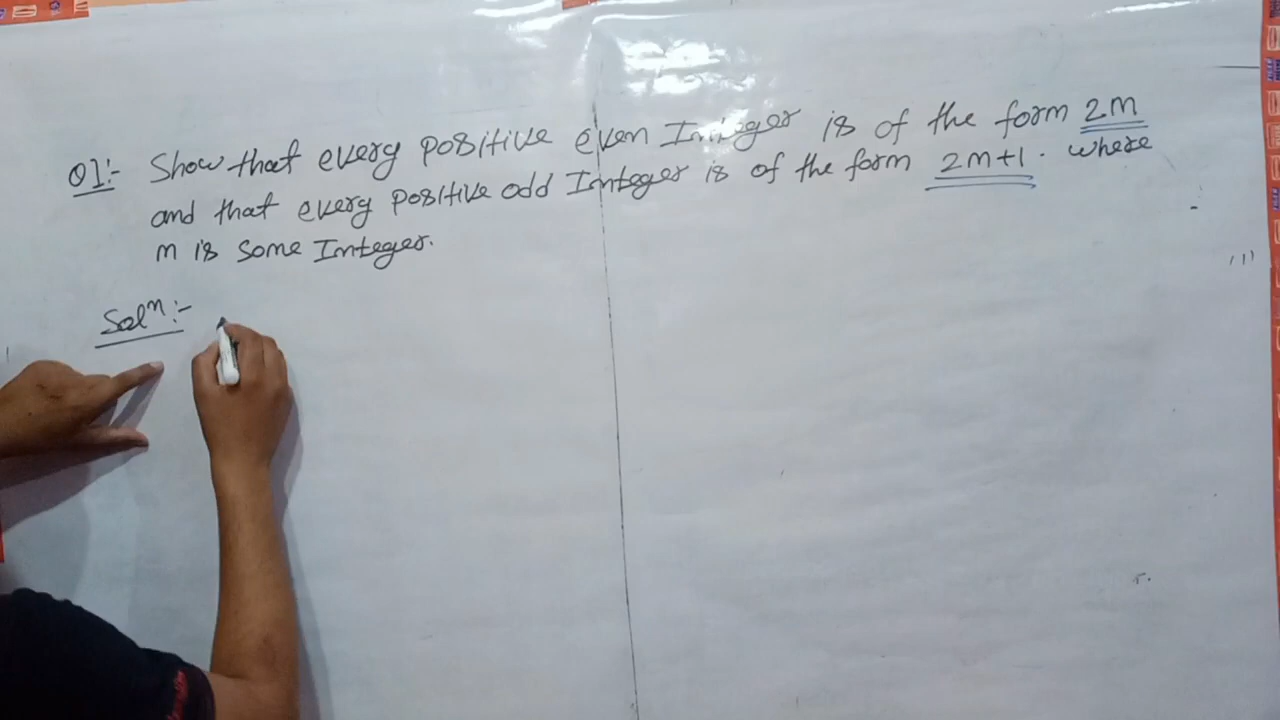 Q1:- Show that every positive even Integer is of the form 2m
and that every positive odd Integer is of the form 2m+1. where
m is some Integer.
Solⁿ:-